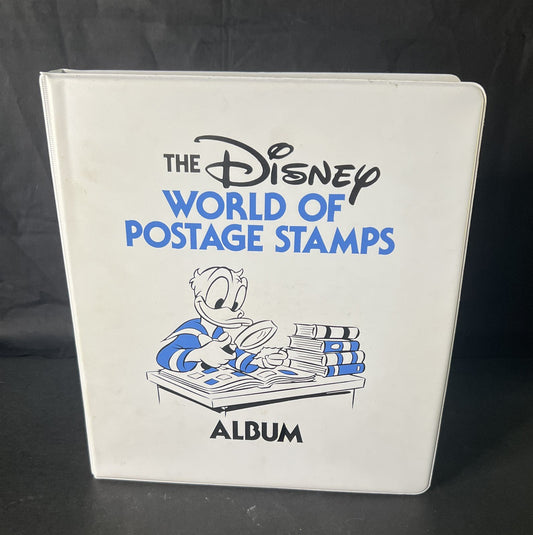 THE DISNEY
WORLD OF
POSTAGE STAMPS
ALBUM